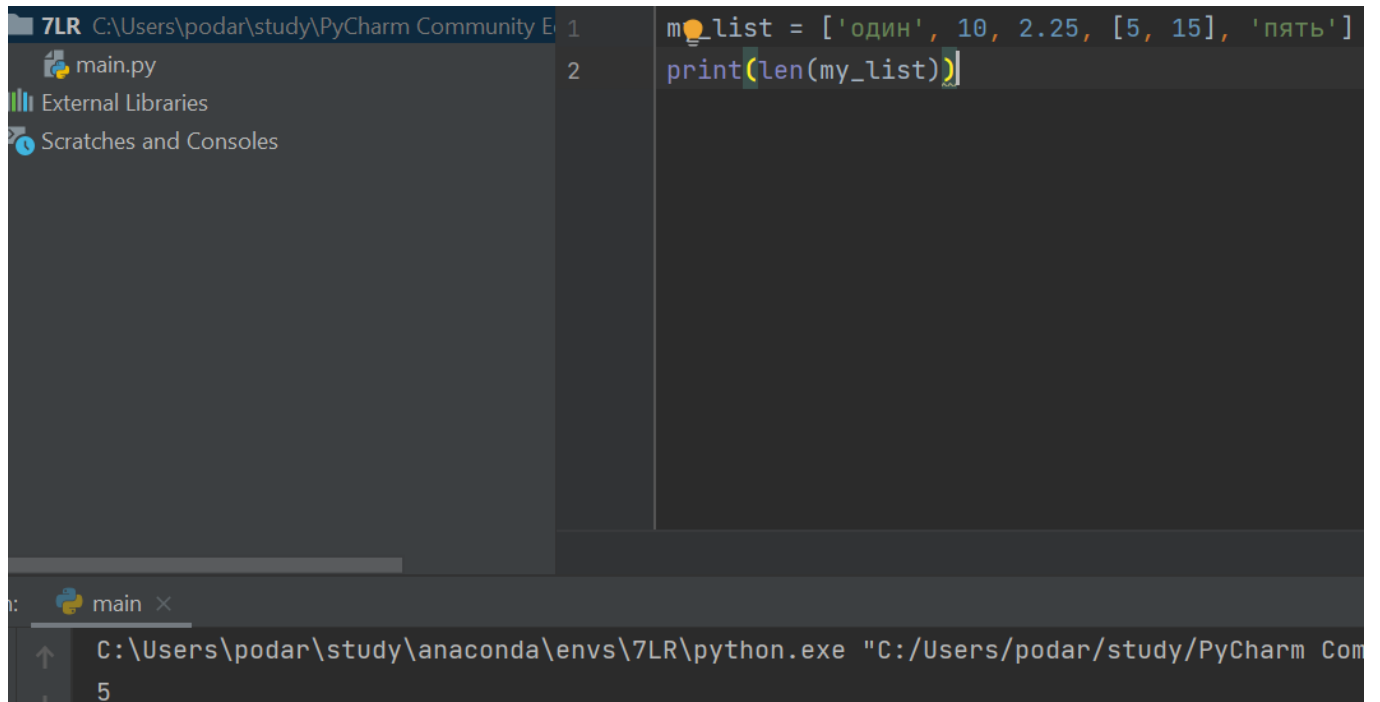 7LR C:\Users\podar\study\PyCharm Community E
main.py
External Libraries
Scratches and Consoles
1 my_list = ['один', 10, 2.25, [5, 15], 'пять']
2 print(len(my_list))
main
C:\Users\podar\study\anaconda\envs\7LR\python.exe "C:/Users/podar/study/PyCharm Com
5